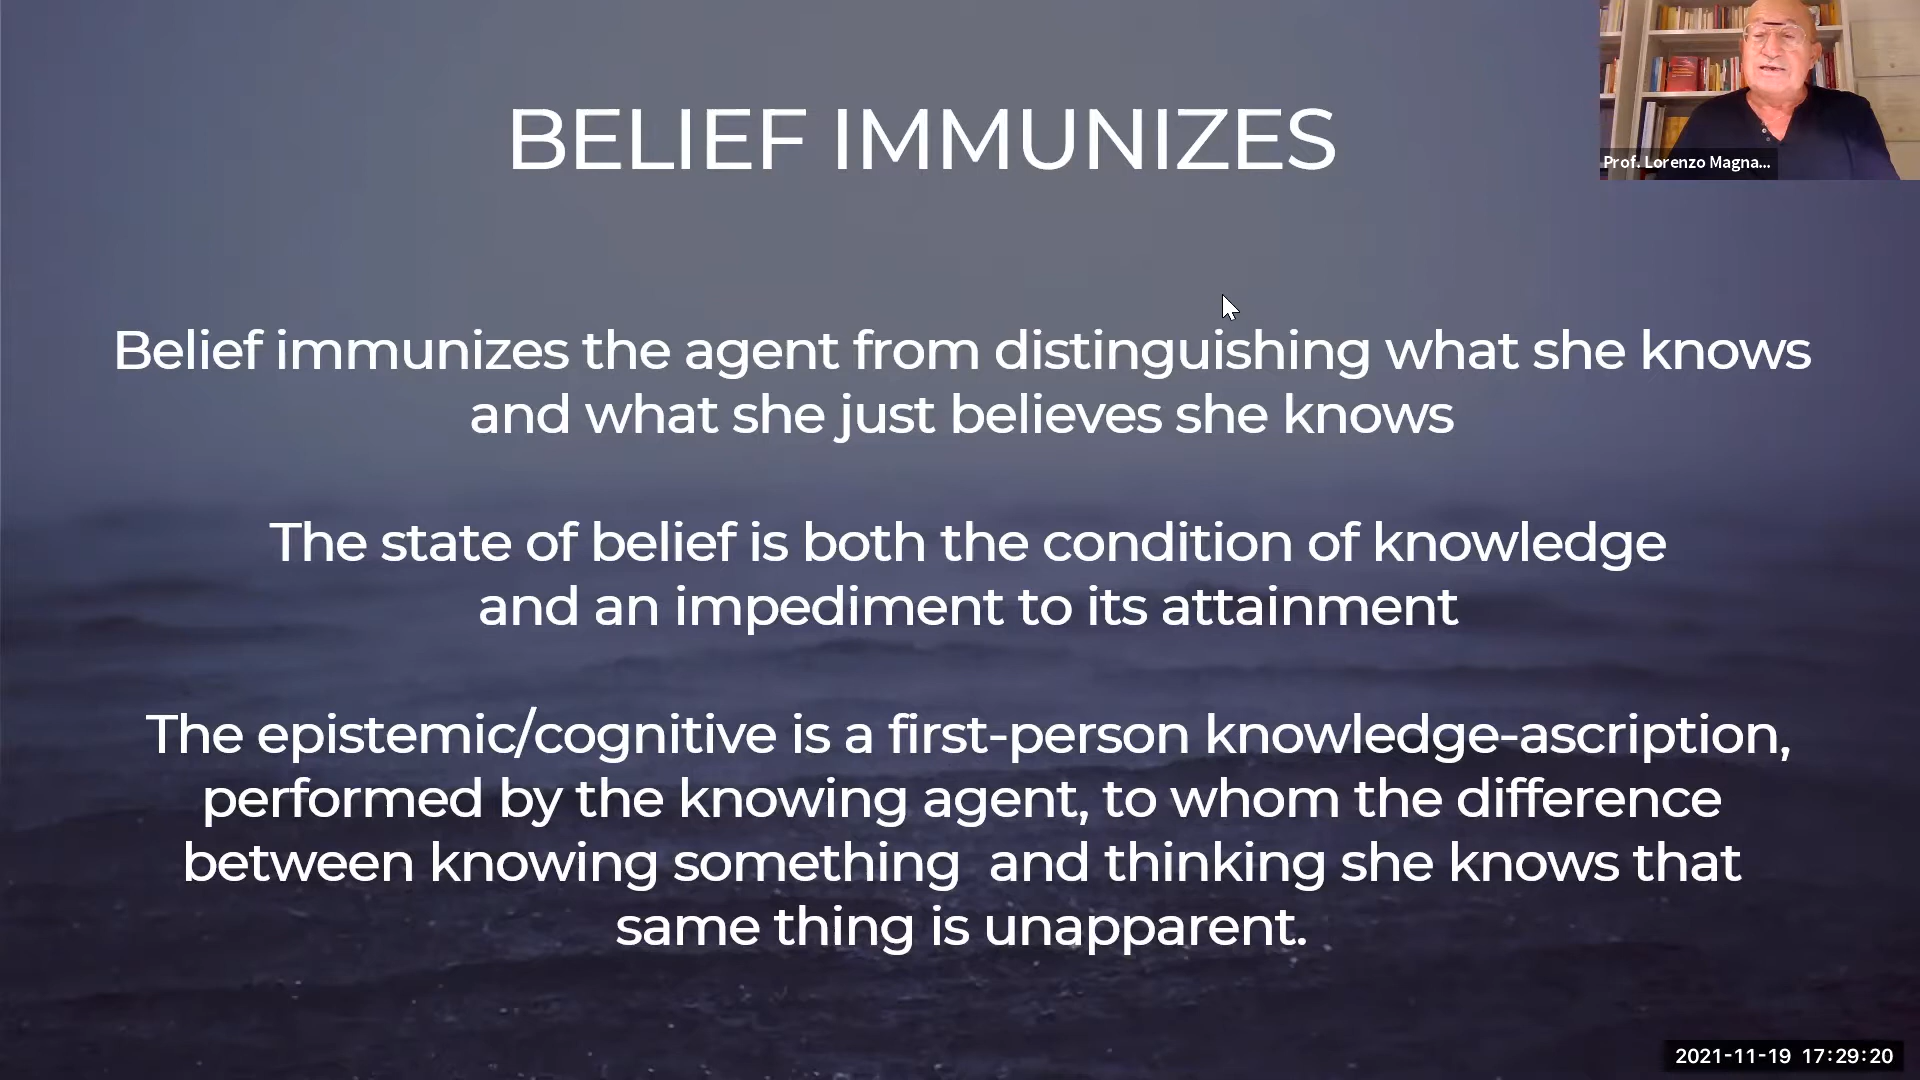 BELIEF IMMUNIZES
Prof. Lorenzo Magna...
Belief immunizes the agent from distinguishing what she knows
and what she just believes she knows
The state of belief is both the condition of knowledge
and an impediment to its attainment
The epistemic/cognitive is a first-person knowledge-ascription,
performed by the knowing agent, to whom the difference
between knowing something  and thinking she knows that
same thing is unapparent.
2021-11-19 17:29:20